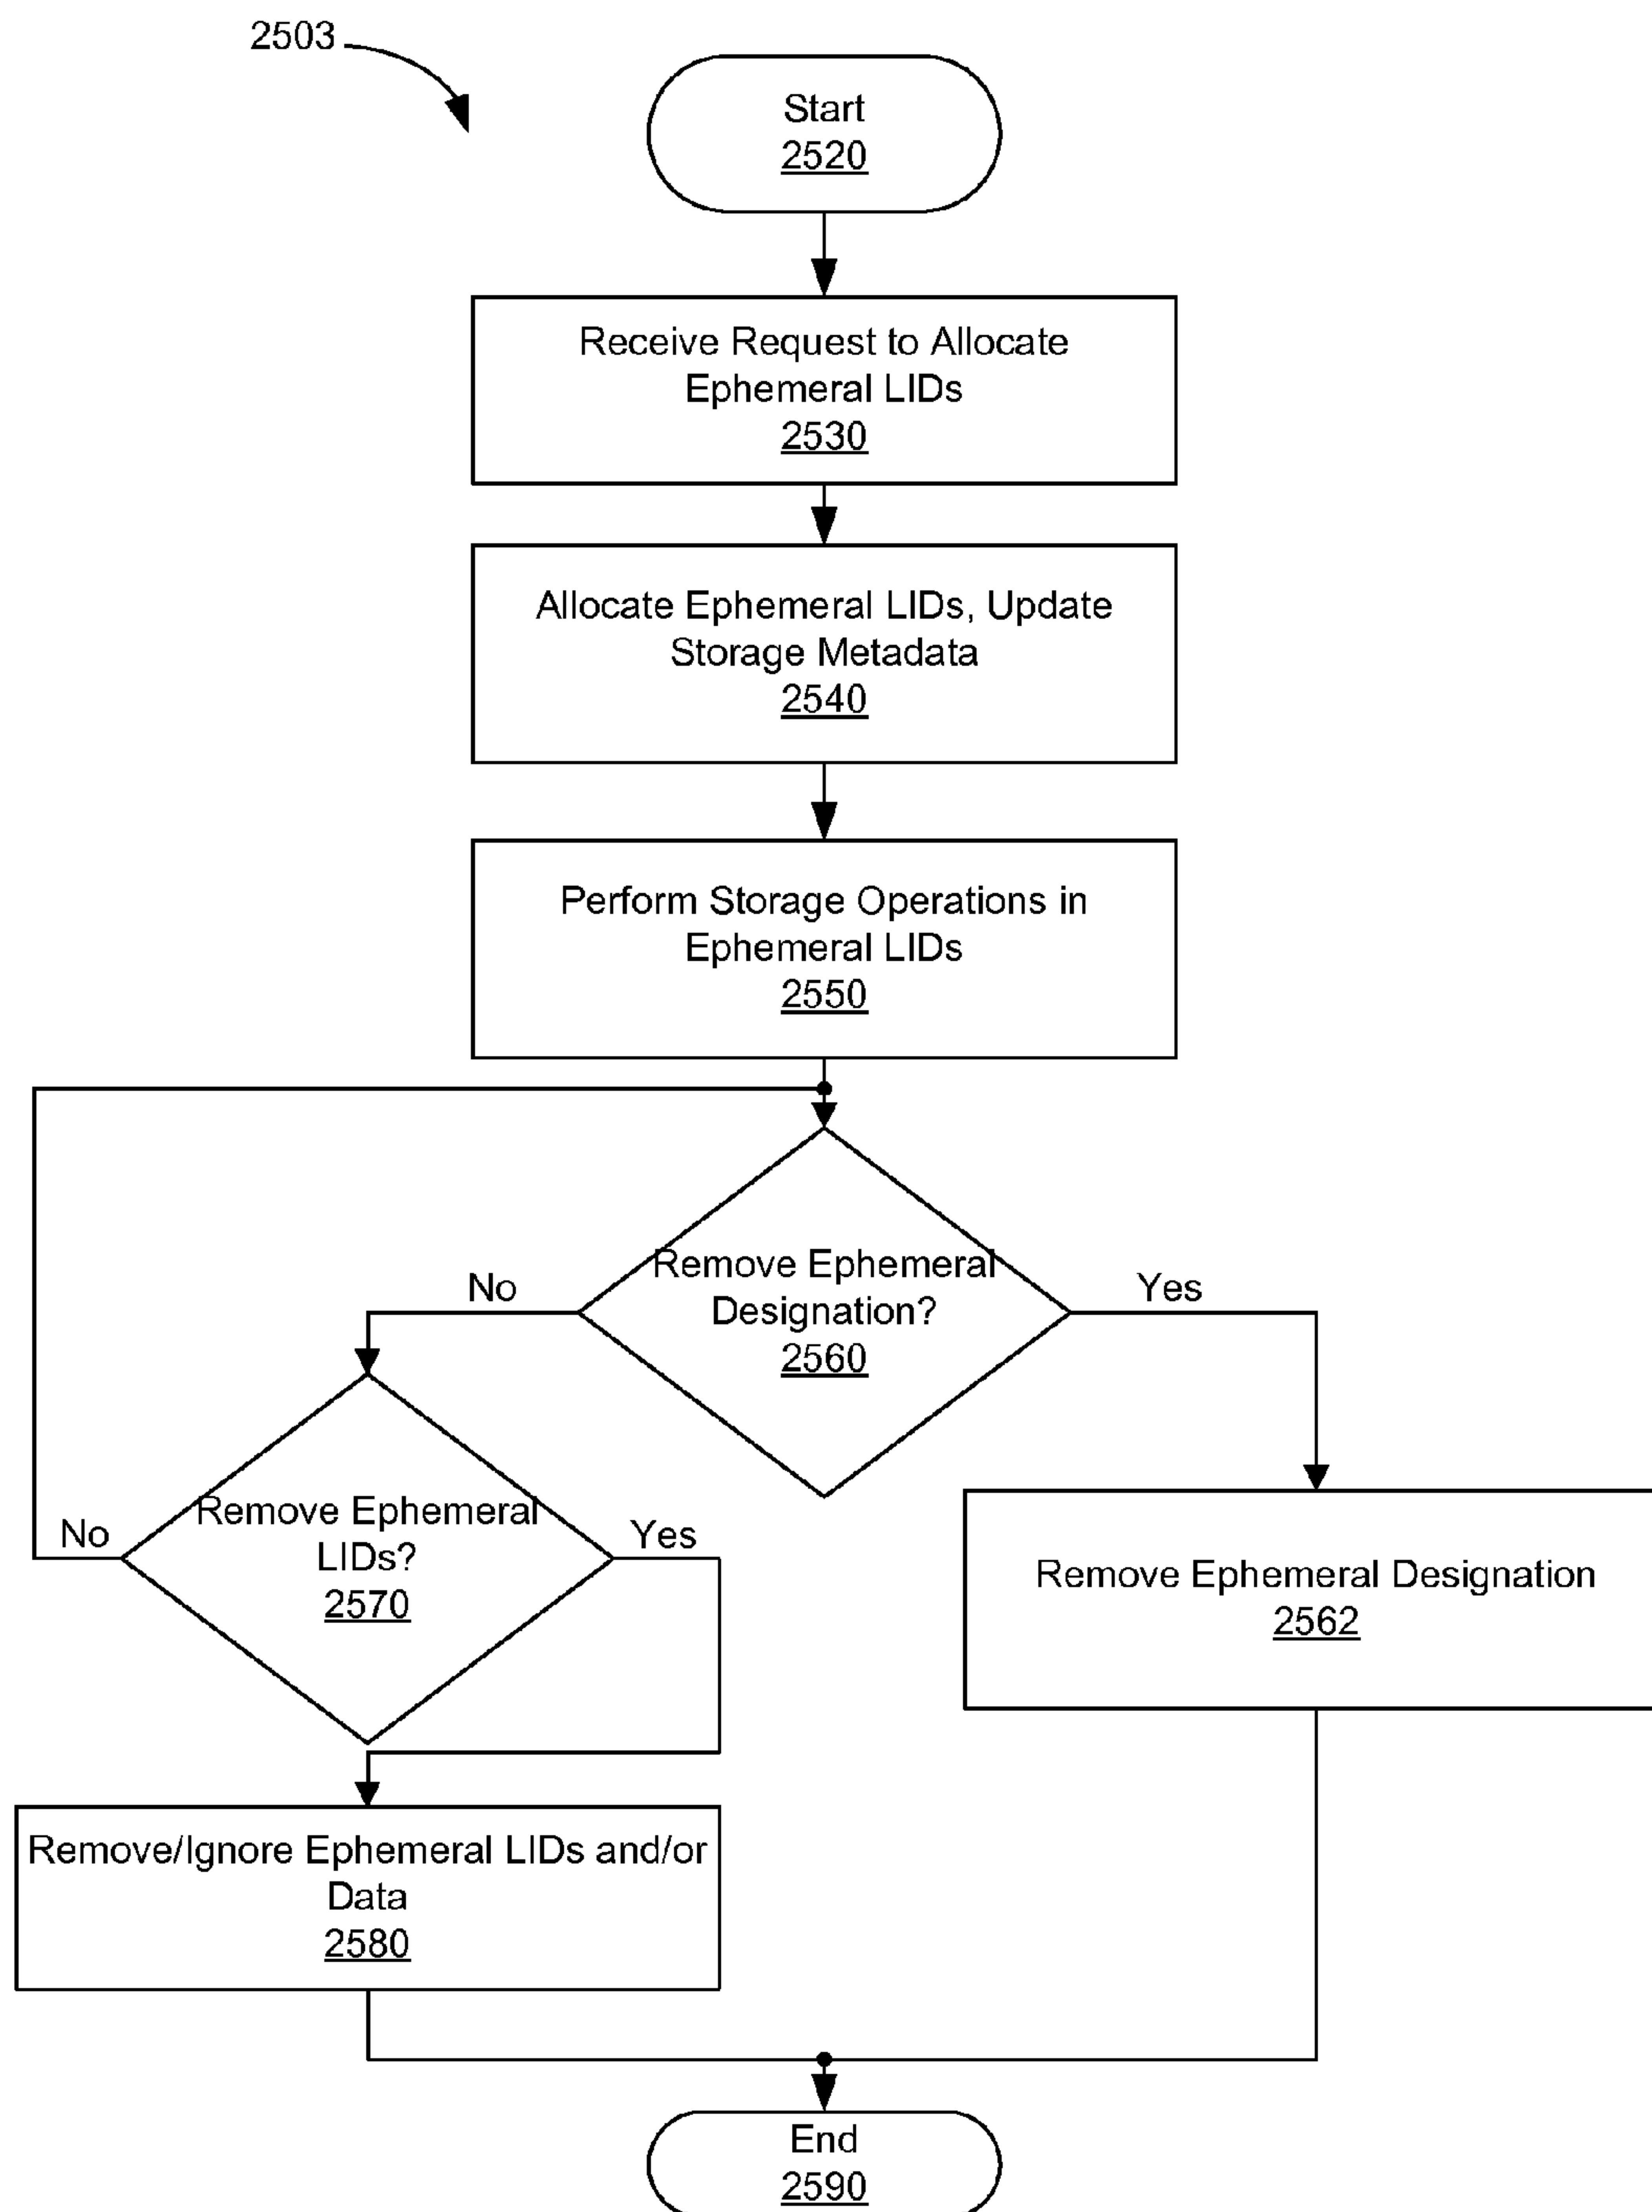 2503
Start
2520
Receive Request to Allocate
Ephemeral LIDs
2530
Allocate Ephemeral LIDs, Update
Storage Metadata
2540
Perform Storage Operations in
Ephemeral LIDs
2550
Remove Ephemeral
Designation?
2560
No
Yes
Remove Ephemeral
LIDs?
2570
No
Yes
Remove Ephemeral Designation
2562
Remove/Ignore Ephemeral LIDs and/or
Data
2580
End
2590